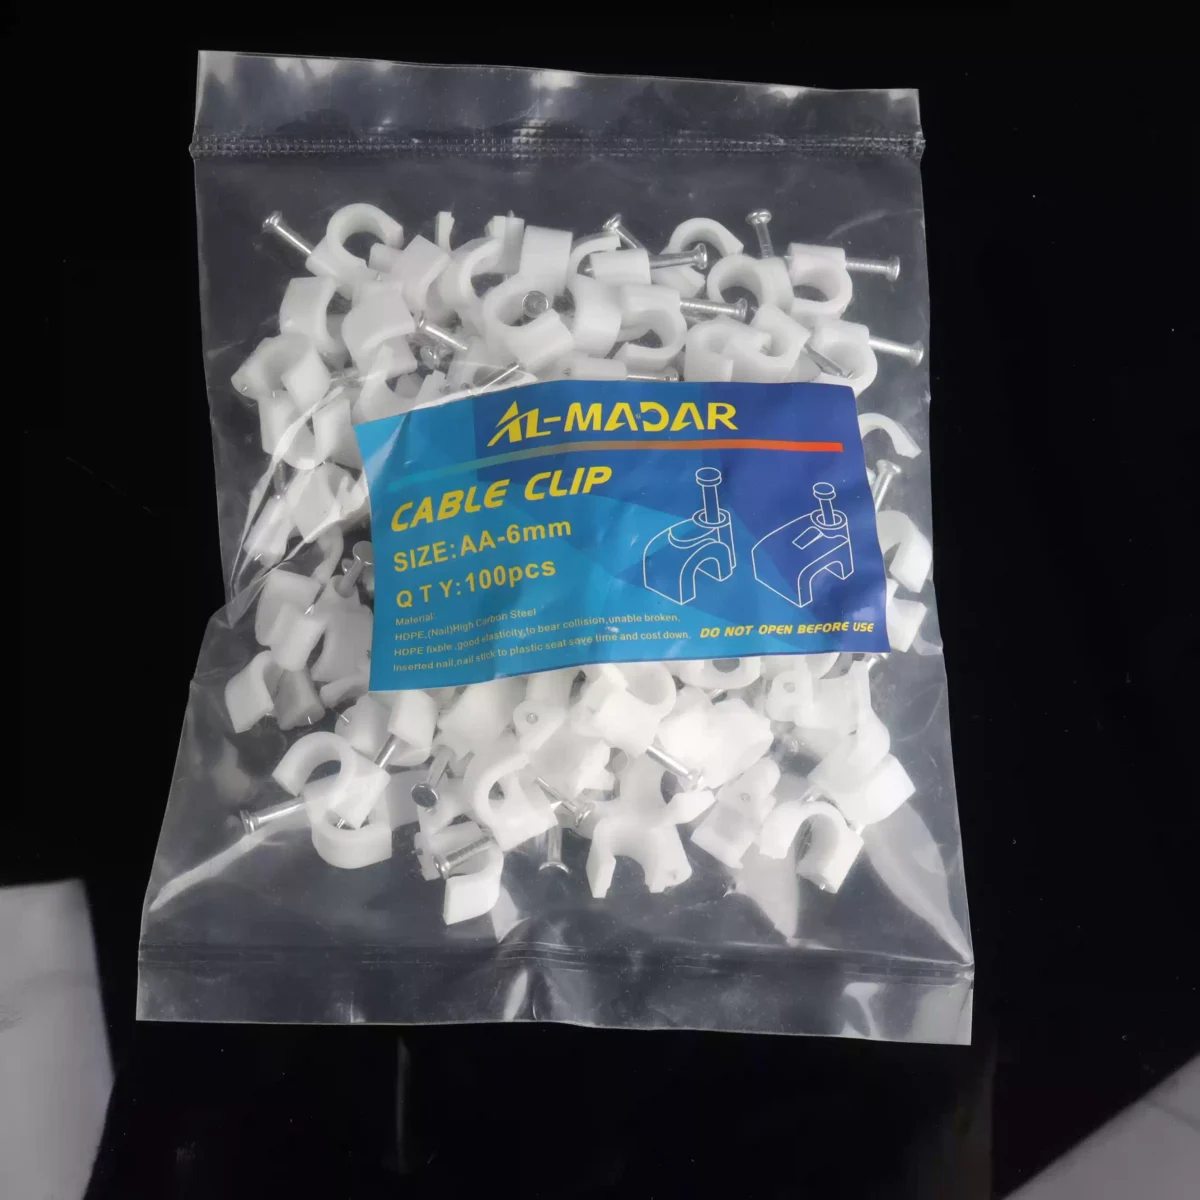 AL-MADAR
CABLE CLIP
SIZE:AA-6mm
QTY:100pcs
Material:
HDPE,(Nail)High Carbon Steel
HDPE fixble ,good elasticity,to bear collision,unable broken.
Inserted nail,nail stick to plastic seat save time and cost down.
DO NOT OPEN BEFORE USE